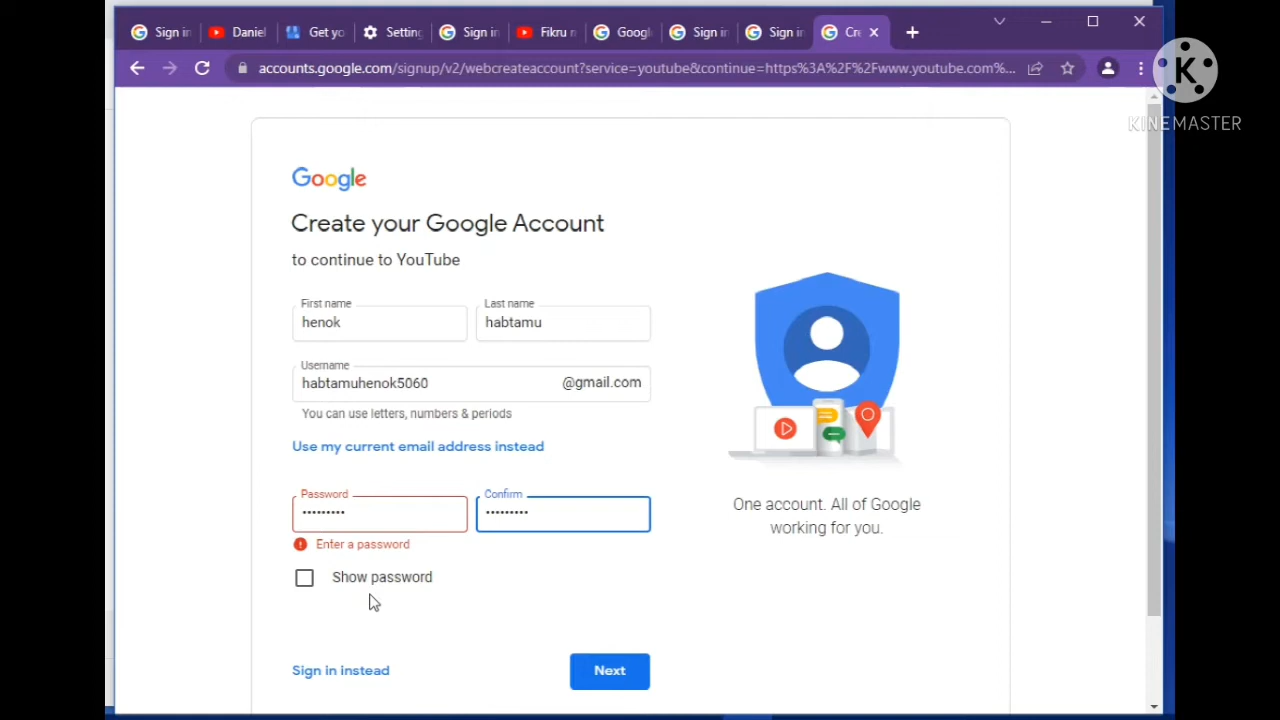 Sign in
Daniel
Get yo
Setting
Sign in
Fikru n
Google
Sign in
Sign in
Cre
accounts.google.com/signup/v2/webcreateaccount?service=youtube&continue=https%3A%2F%2Fwww.youtube.com%...
K
KINEMASTER
Google
Create your Google Account
to continue to YouTube
First name
Last name
henok
habtamu
Username
habtamuhenok5060
@gmail.com
You can use letters, numbers & periods
Use my current email address instead
Password
Confirm
•••••••••
•••••••••
Enter a password
Show password
Sign in instead
Next
One account. All of Google
working for you.